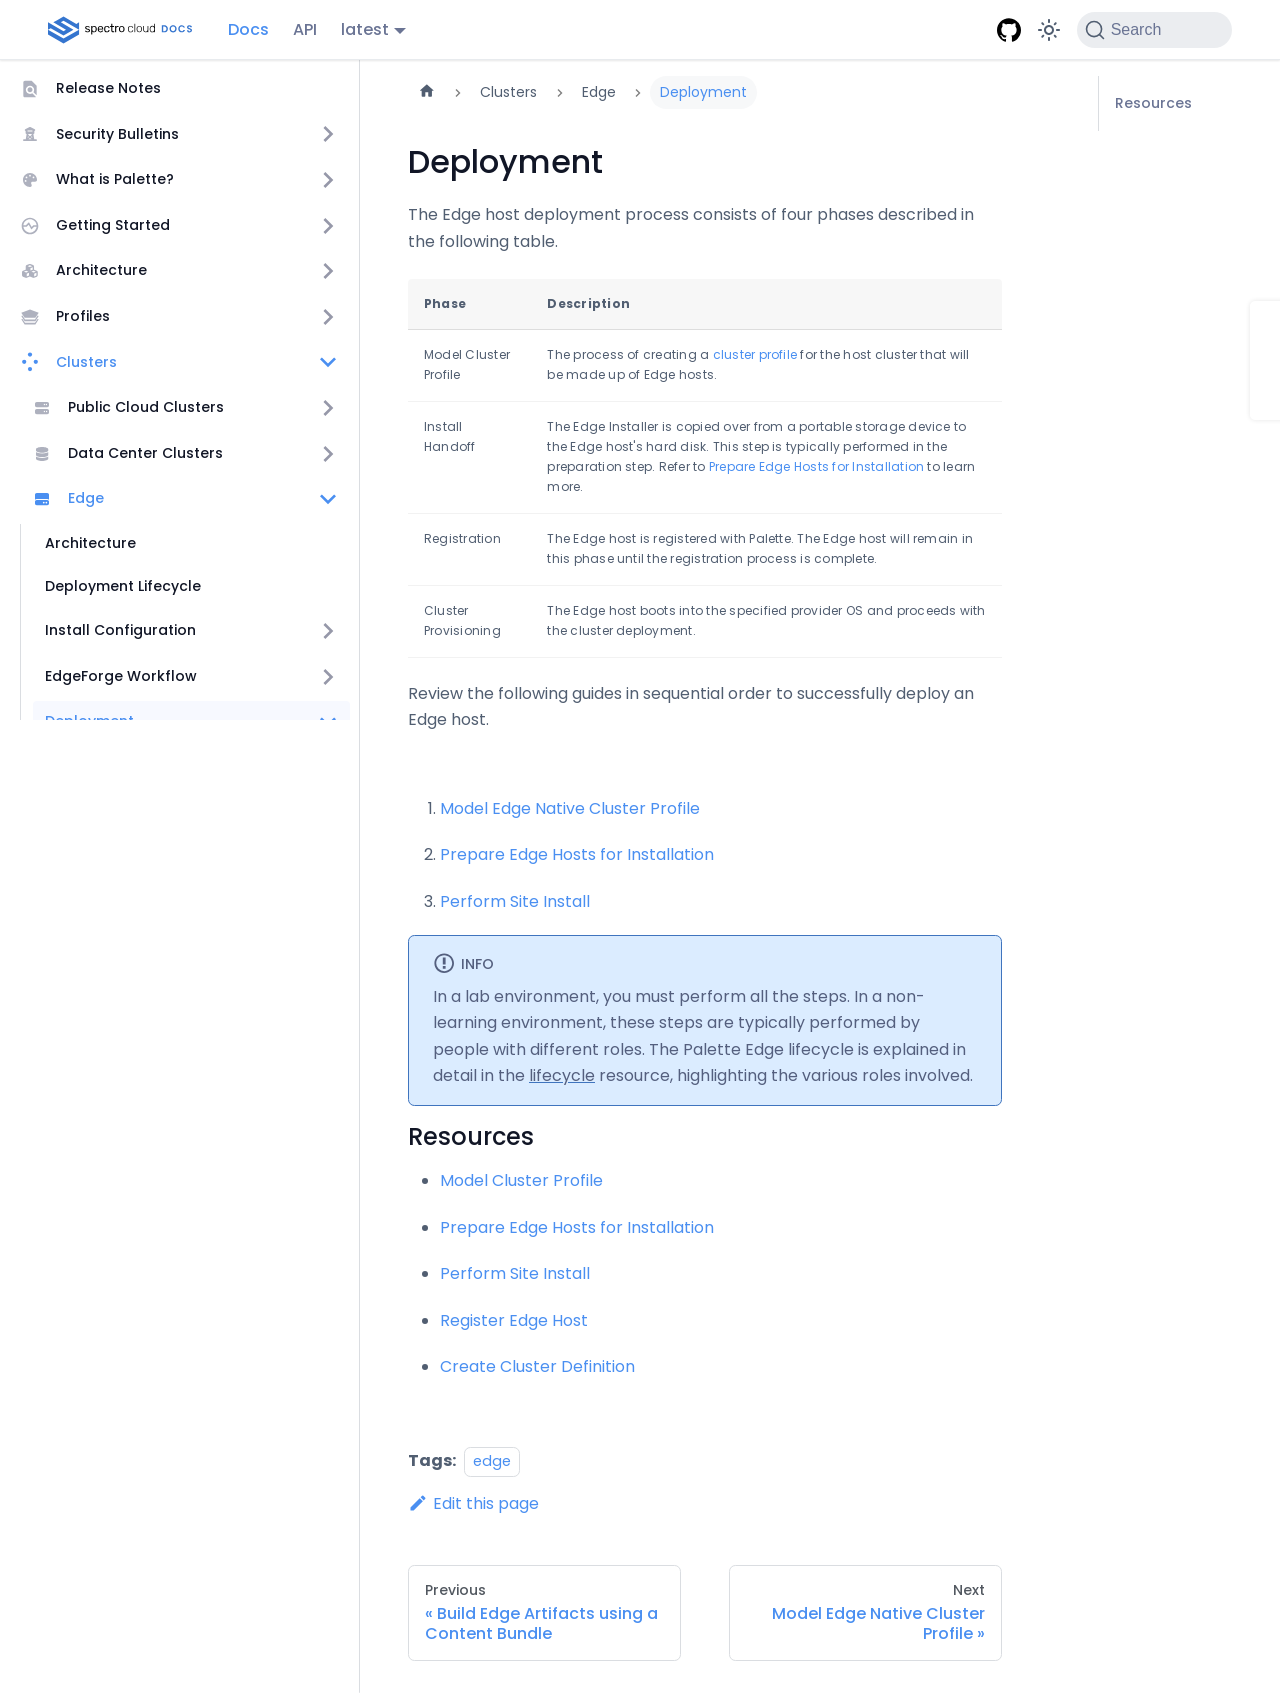 spectro cloud DOCS
Docs
API
latest
Search
Release Notes
Security Bulletins
What is Palette?
Getting Started
Architecture
Profiles
Clusters
Public Cloud Clusters
Data Center Clusters
Edge
Architecture
Deployment Lifecycle
Install Configuration
EdgeForge Workflow
Deployment
Clusters
Edge
Deployment
Deployment
The Edge host deployment process consists of four phases described in
the following table.
Phase
Description
Model Cluster
Profile
The process of creating a cluster profile for the host cluster that will
be made up of Edge hosts.
Install
Handoff
The Edge Installer is copied over from a portable storage device to
the Edge host's hard disk. This step is typically performed in the
preparation step. Refer to Prepare Edge Hosts for Installation to learn
more.
Registration
The Edge host is registered with Palette. The Edge host will remain in
this phase until the registration process is complete.
Cluster
Provisioning
The Edge host boots into the specified provider OS and proceeds with
the cluster deployment.
Review the following guides in sequential order to successfully deploy an
Edge host.
1. Model Edge Native Cluster Profile
2. Prepare Edge Hosts for Installation
3. Perform Site Install
INFO
In a lab environment, you must perform all the steps. In a non-
learning environment, these steps are typically performed by
people with different roles. The Palette Edge lifecycle is explained in
detail in the lifecycle resource, highlighting the various roles involved.
Resources
Model Cluster Profile
Prepare Edge Hosts for Installation
Perform Site Install
Register Edge Host
Create Cluster Definition
Tags: edge
Edit this page
Previous
« Build Edge Artifacts using a
Content Bundle
Next
Model Edge Native Cluster
Profile »
Resources